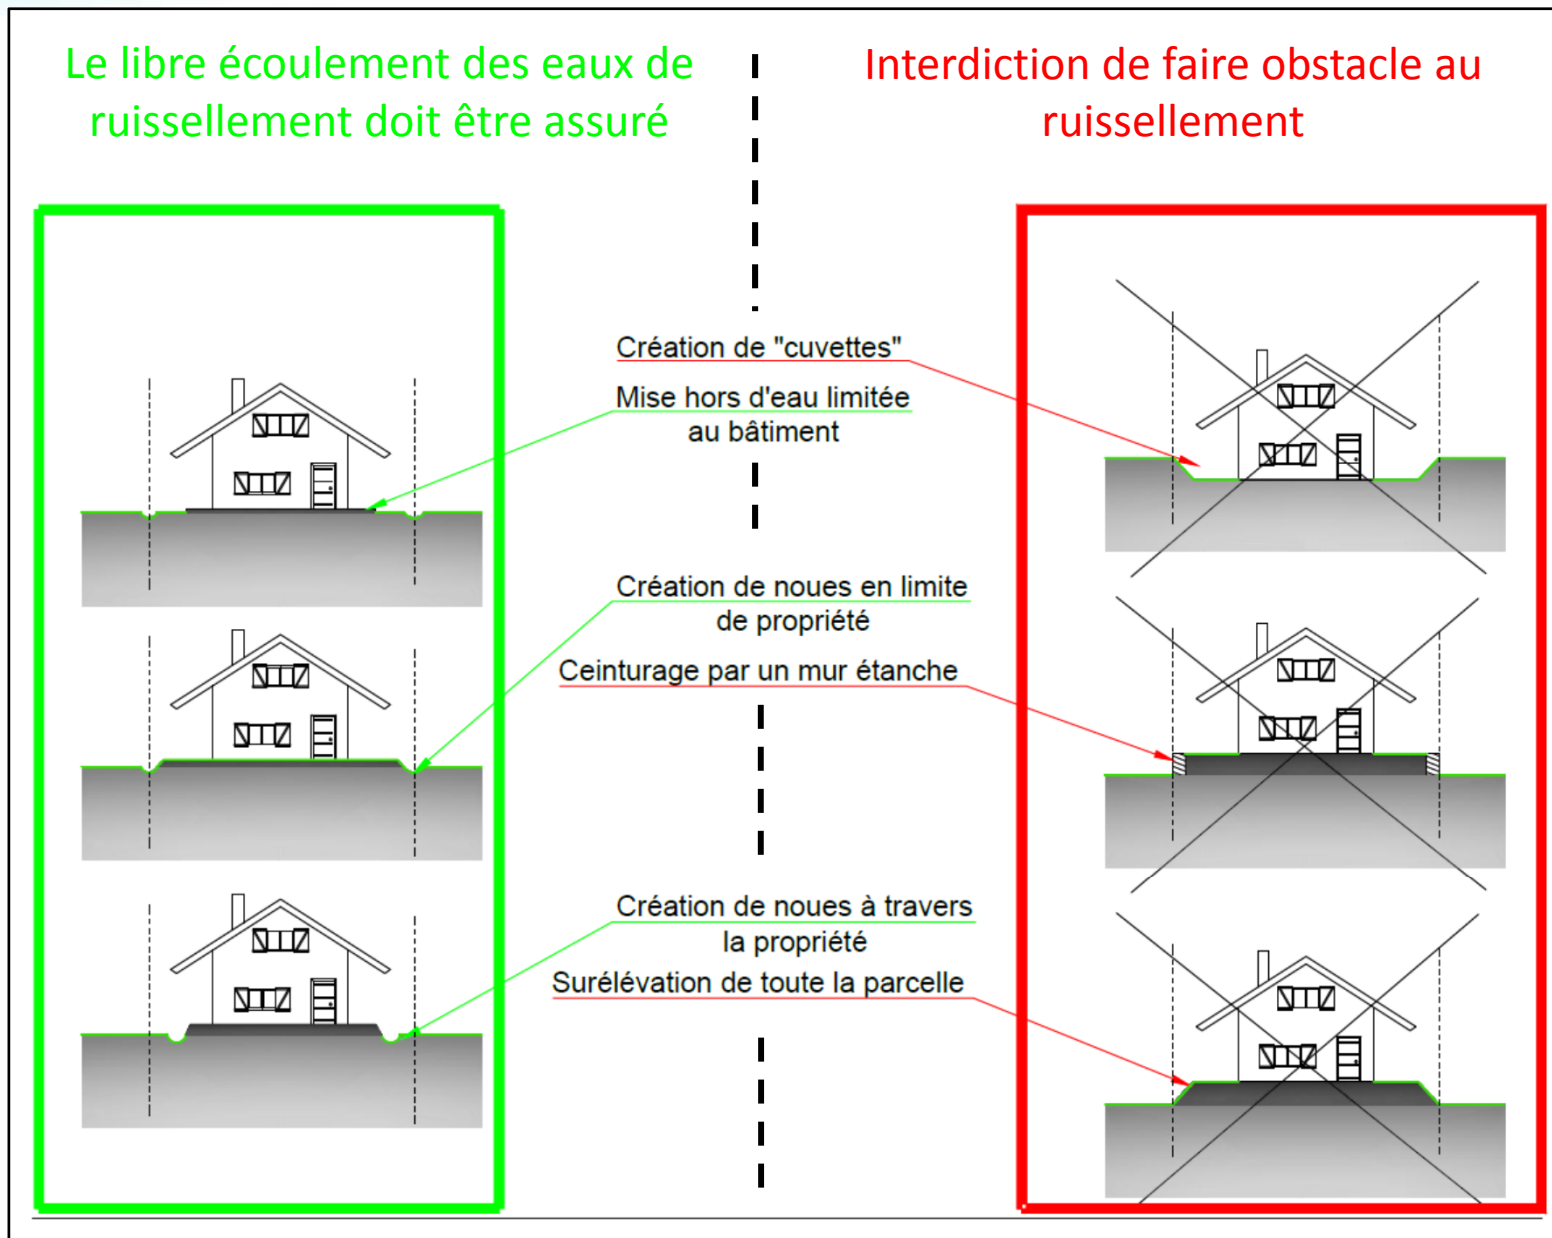 Le libre écoulement des eaux de
ruissellement doit être assuré
Interdiction de faire obstacle au
ruissellement
Création de "cuvettes"
Mise hors d'eau limitée
au bâtiment
Création de noues en limite
de propriété
Ceinturage par un mur étanche
Création de noues à travers
la propriété
Surélévation de toute la parcelle